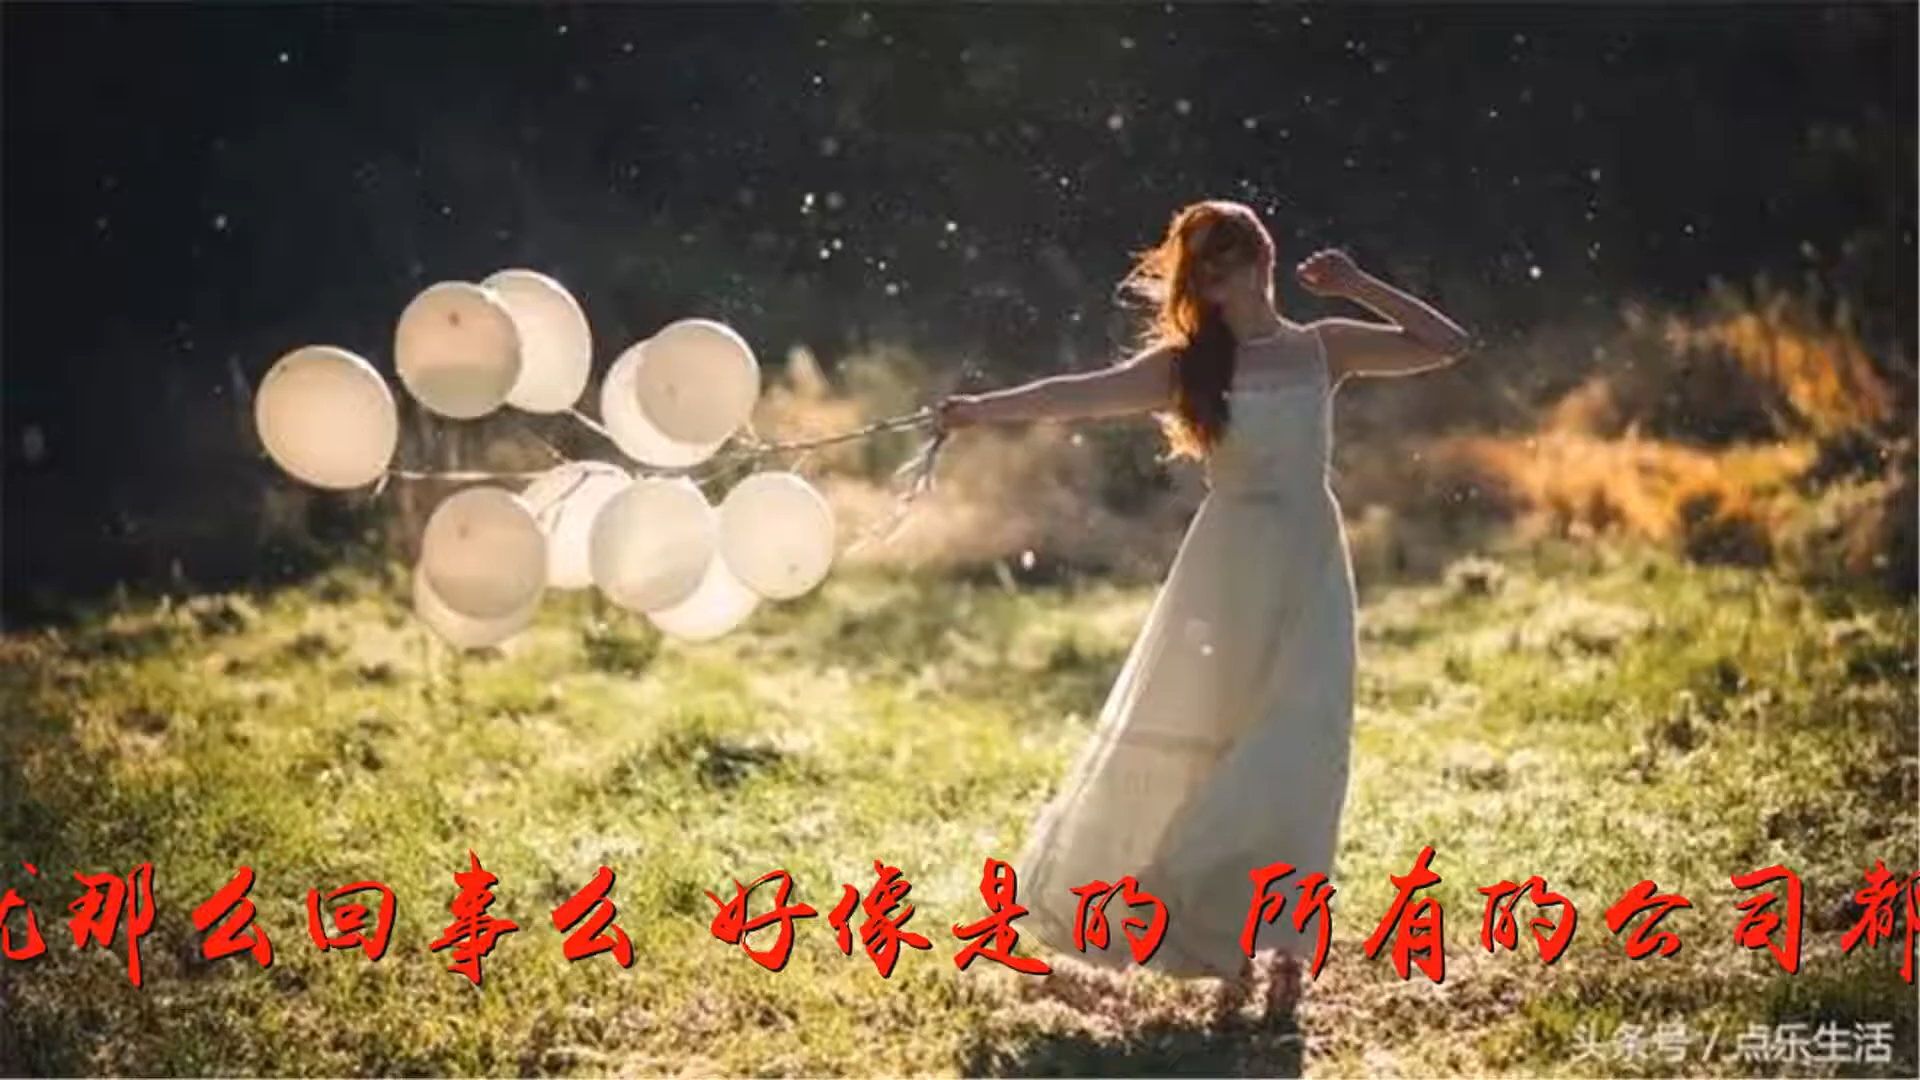 那么回事么 好像是的 所有的公司都
头条号 / 点乐生活